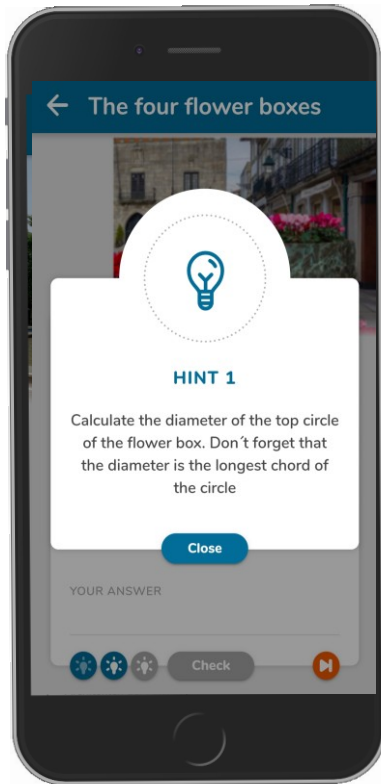 The four flower boxes
HINT 1
Calculate the diameter of the top circle
of the flower box. Don´t forget that
the diameter is the longest chord of
the circle
Close
YOUR ANSWER
Check